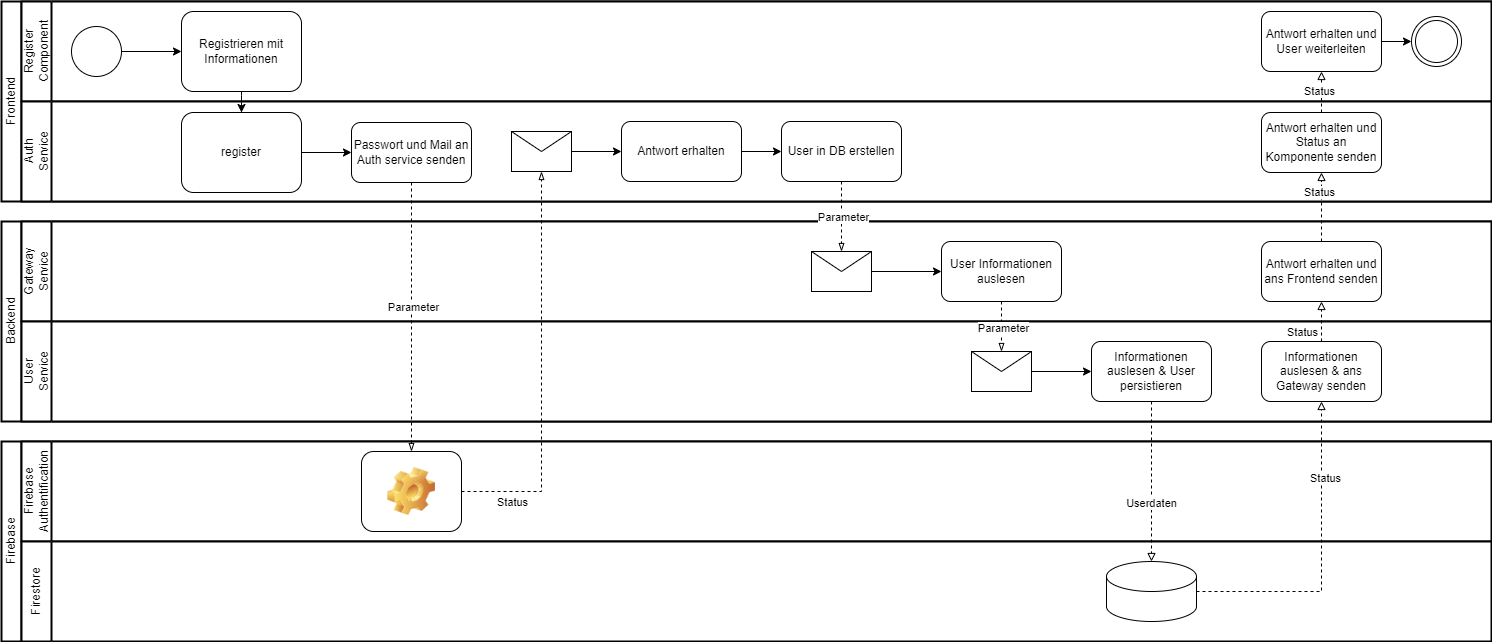 Frontend
Register
Component
Registrieren mit
Informationen
Antwort erhalten und
User weiterleiten
Status
Auth
Service
register
Passwort und Mail an
Auth service senden
Antwort erhalten
User in DB erstellen
Antwort erhalten und
Status an
Komponente senden
Status
Parameter
Backend
Gateway
Service
User Informationen
auslesen
Antwort erhalten und
ans Frontend senden
Parameter
Parameter
Status
User
Service
Informationen
auslesen & User
persistieren
Informationen
auslesen & ans
Gateway senden
Firebase
Firebase
Authentification
Status
Userdaten
Status
Firestore